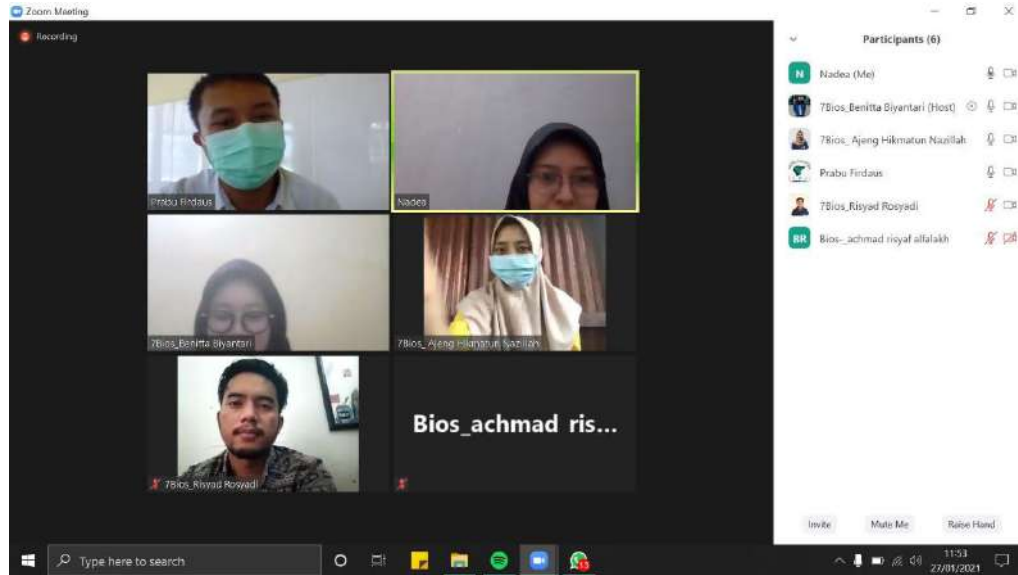 Zoom Meeting
Recording
Participants (6)
Prabu Firdaus
Nadea
7Bios_Benitta Biyantari
7Bios_ Ajeng Hikmatun Nazillah
7Bios_Risyad Rosyadi
Bios_achmad ris...
N
Nadea (Me)
7Bios_Benitta Biyantari (Host)
7Bios_ Ajeng Hikmatun Nazillah
Prabu Firdaus
7Bios_Risyad Rosyadi
BR
Bios-_achmad risyaf alfalakh
Invite
Mute Me
Raise Hand
Type here to search
13
11:53
27/01/2021